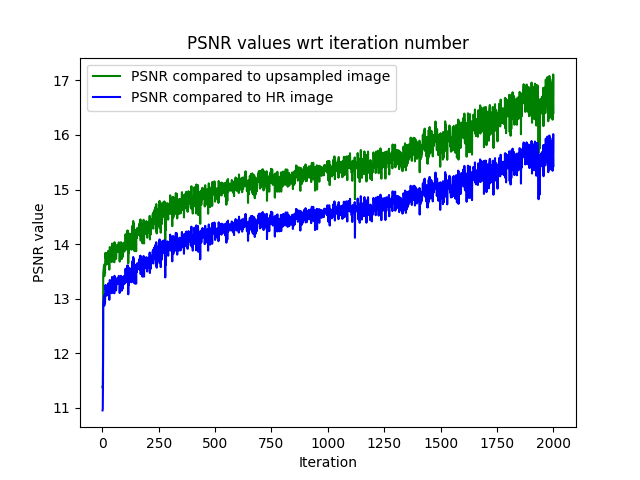 PSNR values wrt iteration number
PSNR compared to upsampled image
PSNR compared to HR image
PSNR value
17
16
15
14
13
12
11
0 250 500 750 1000 1250 1500 1750 2000
Iteration